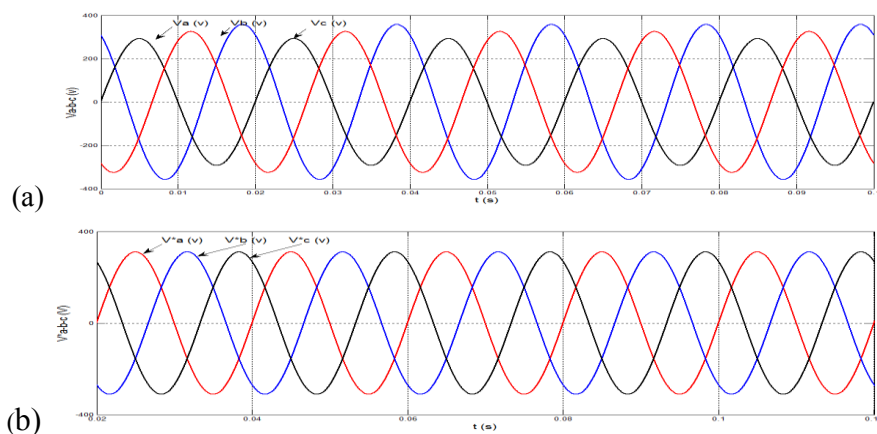 Va (v) Vb (v) Vc (v)
400
200
0
-200
400
Va-b-c (v)
0 0.01 0.02 0.03 0.04 0.05 0.06 0.07 0.08 0.09 0.1
t (s)
(a)
V*a (v) V*b (v) V*c (v)
400
0
-400
V*a-b-c (V)
0.02 0.04 0.06 0.08 0.1 0.1
t (s)
(b)